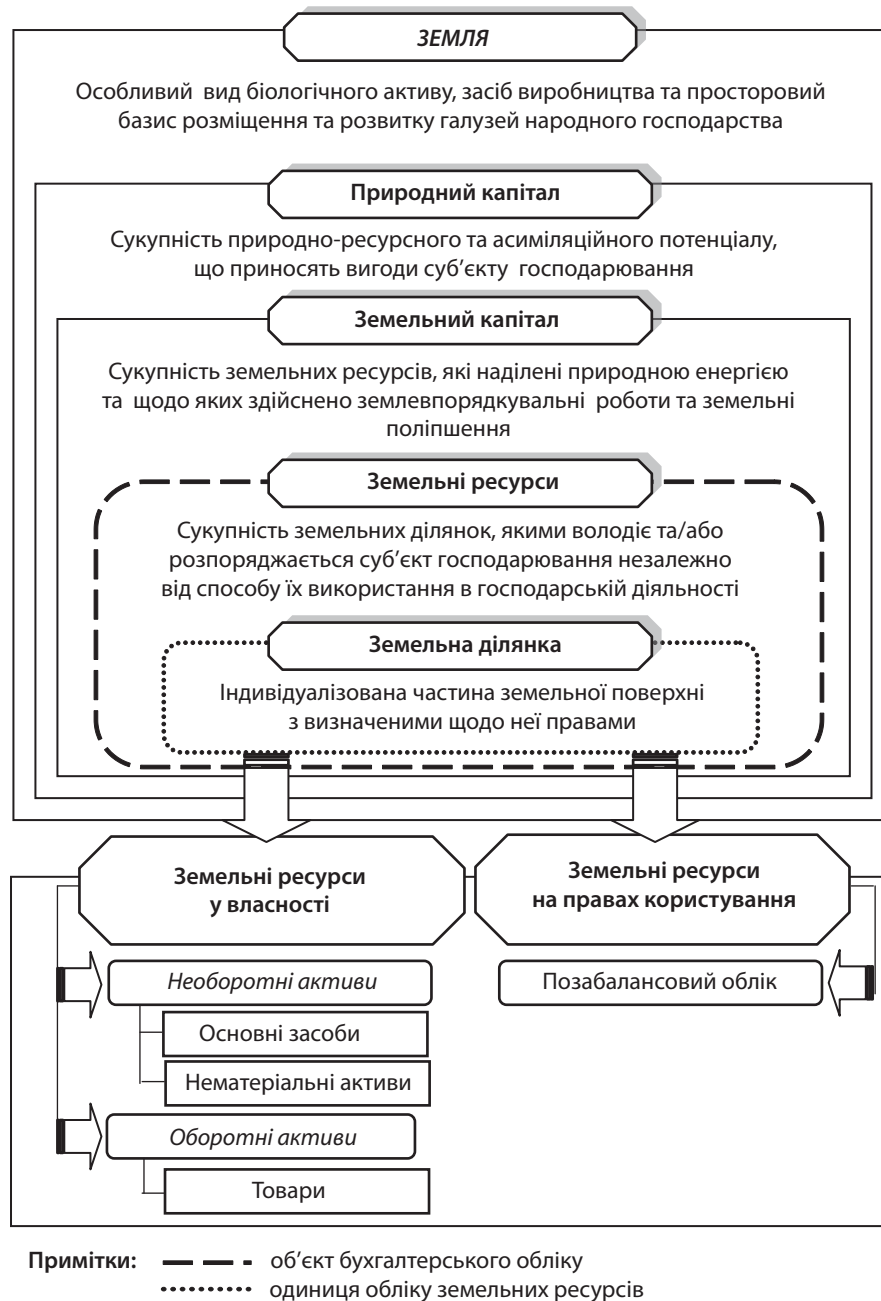 ЗЕМЛЯ
Особливий вид біологічного активу, засіб виробництва та просторовий
базис розміщення та розвитку галузей народного господарства
Природний капітал
Сукупність природно-ресурсного та асиміляційного потенціалу,
що приносять вигоди суб’єкту господарювання
Земельний капітал
Сукупність земельних ресурсів, які наділені природною енергією
та щодо яких здійснено землевпорядкувальні роботи та земельні
поліпшення
Земельні ресурси
Сукупність земельних ділянок, якими володіє та/або
розпоряджається суб’єкт господарювання незалежно
від способу їх використання в господарській діяльності
Земельна ділянка
Індивідуалізована частина земельної поверхні
з визначеними щодо неї правами
Земельні ресурси
у власності
Земельні ресурси
на правах користування
Необоротні активи
Позабалансовий облік
Основні засоби
Нематеріальні активи
Оборотні активи
Товари
Примітки: об’єкт бухгалтерського обліку
одиниця обліку земельних ресурсів